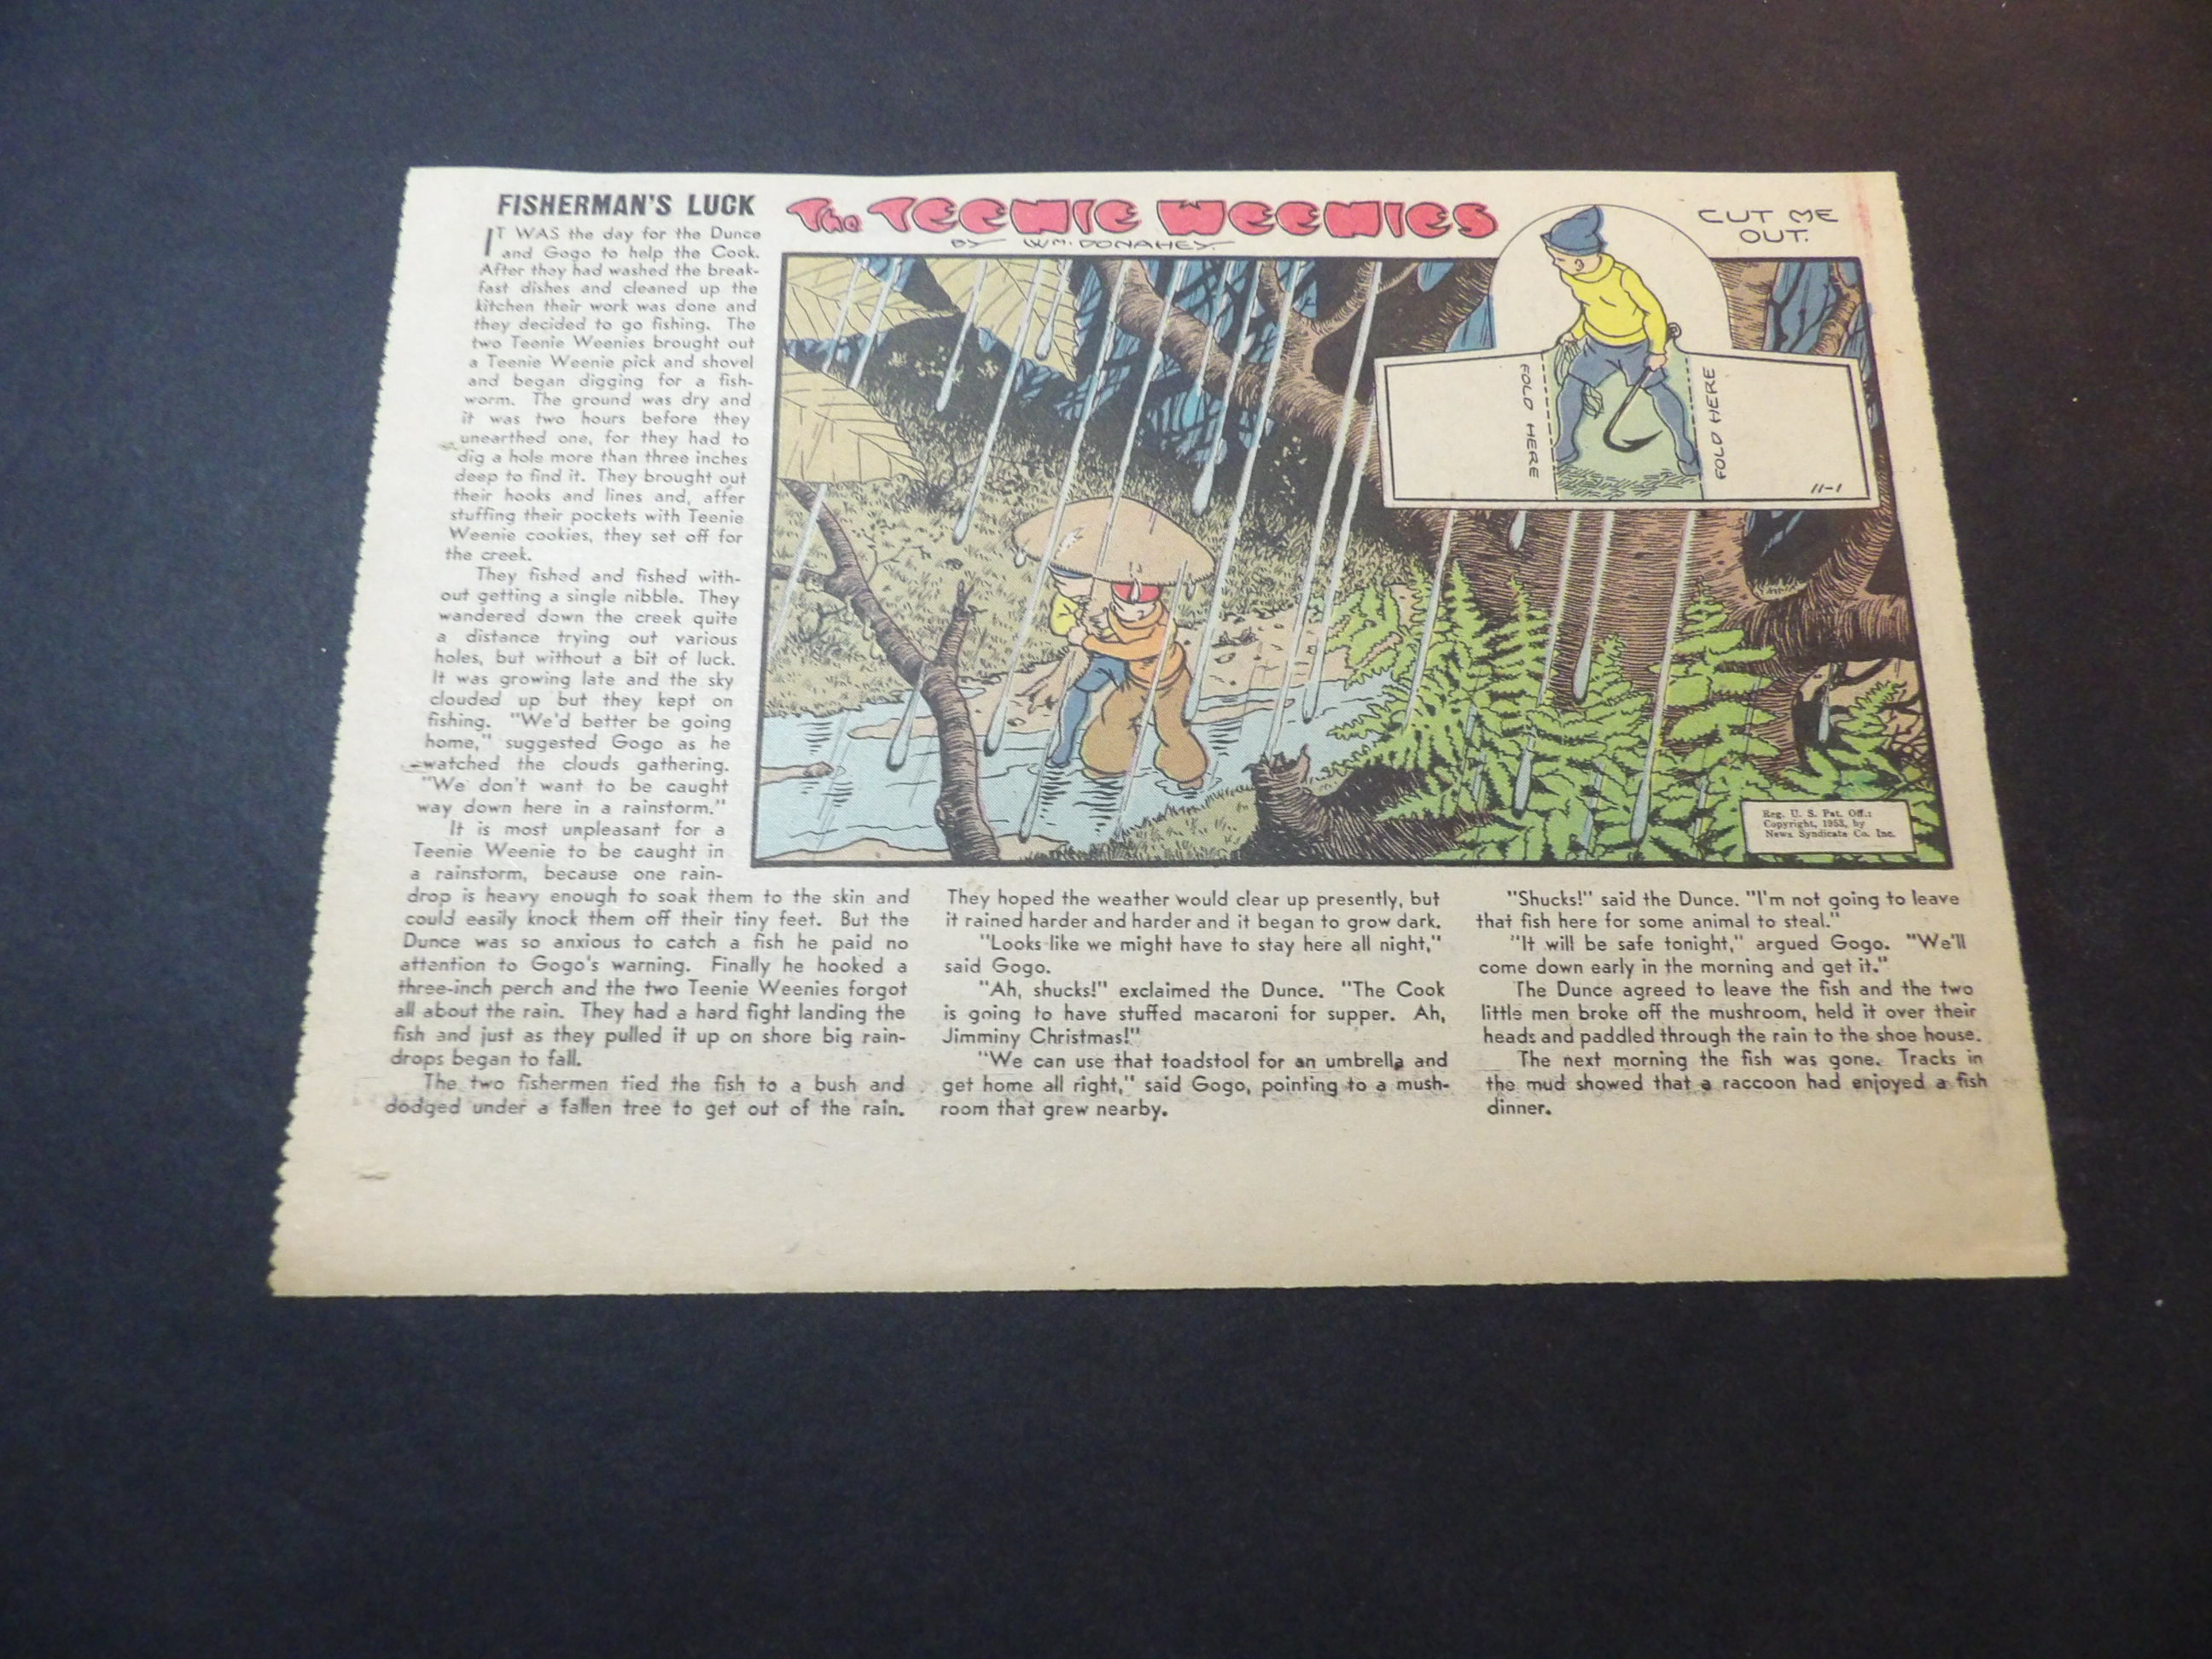 FISHERMAN'S LUCK
IT WAS the day for the Dunce
and Gogo to help the Cook.
After they had washed the break-
fast dishes and cleaned up the
kitchen their work was done and
they decided to go fishing. The
two Teenie Weenies brought out
a Teenie Weenie pick and shovel
and began digging for a fish-
worm. The ground was dry and
it was two hours before they
unearthed one, for they had to
dig a hole more than three inches
deep to find it. They brought out
their hooks and lines and, after
stuffing their pockets with Teenie
Weenie cookies, they set off for
the creek.
They fished and fished with-
out getting a single nibble. They
wandered down the creek quite
a distance trying out various
holes, but without a bit of luck.
It was growing late and the sky
clouded up but they kept on
fishing. "We'd better be going
home," suggested Gogo as he
watched the clouds gathering.
"We don't want to be caught
way down here in a rainstorm."
It is most unpleasant for a
Teenie Weenie to be caught in
a rainstorm, because one rain-
drop is heavy enough to soak them to the skin and
could easily knock them off their tiny feet. But the
Dunce was so anxious to catch a fish he paid no
attention to Gogo's warning. Finally he hooked a
three-inch perch and the two Teenie Weenies forgot
all about the rain. They had a hard fight landing the
fish and just as they pulled it up on shore big rain-
drops began to fall.
The two fishermen tied the fish to a bush and
dodged under a fallen tree to get out of the rain.
The TEENIE WEENIES
BY WM. DONAHEY
CUT ME
OUT.
FOLD HERE
FOLD HERE
11-1
Reg. U. S. Pat. Off.:
Copyright, 1953, by
News Syndicate Co. Inc.
They hoped the weather would clear up presently, but
it rained harder and harder and it began to grow dark.
"Looks like we might have to stay here all night,"
said Gogo.
"Ah, shucks!" exclaimed the Dunce. "The Cook
is going to have stuffed macaroni for supper. Ah,
Jimminy Christmas!"
"We can use that toadstool for an umbrella and
get home all right," said Gogo, pointing to a mush-
room that grew nearby.
"Shucks!" said the Dunce. "I'm not going to leave
that fish here for some animal to steal."
"It will be safe tonight," argued Gogo. "We'll
come down early in the morning and get it."
The Dunce agreed to leave the fish and the two
little men broke off the mushroom, held it over their
heads and paddled through the rain to the shoe house.
The next morning the fish was gone. Tracks in
the mud showed that a raccoon had enjoyed a fish
dinner.